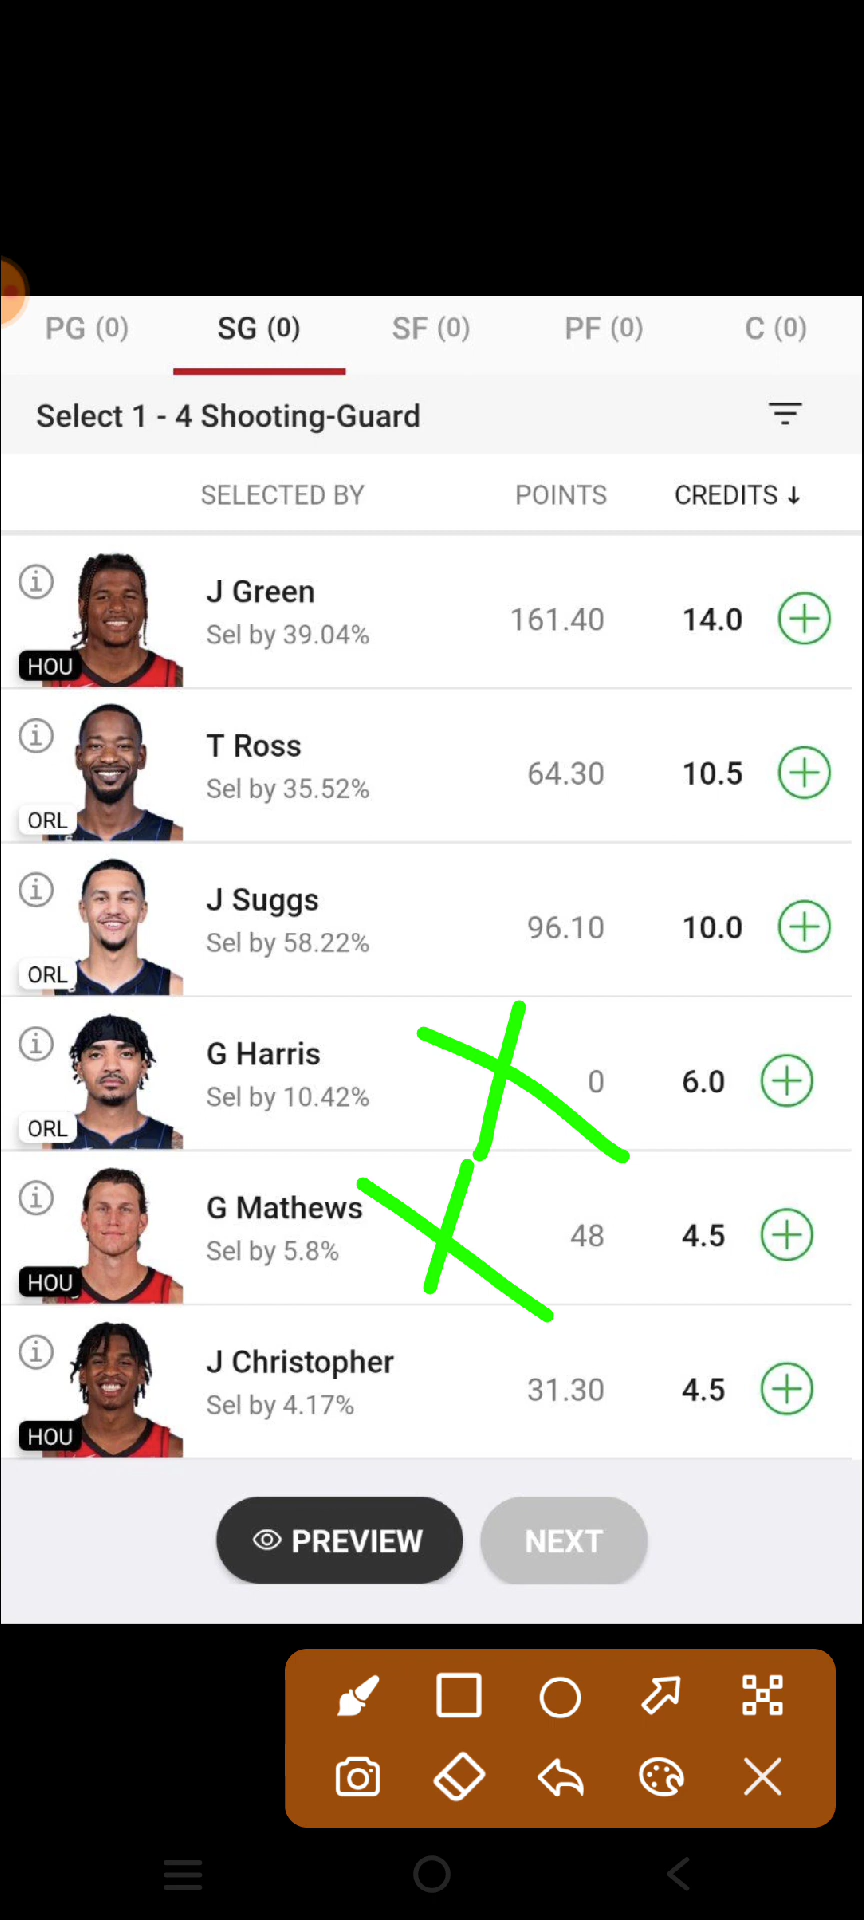 PG (0) SG (0) SF (0) PF (0) C (0)
Select 1 - 4 Shooting-Guard
SELECTED BY POINTS CREDITS ↓
J Green
Sel by 39.04% 161.40 14.0
HOU
T Ross
Sel by 35.52% 64.30 10.5
ORL
J Suggs
Sel by 58.22% 96.10 10.0
ORL
G Harris
Sel by 10.42% 0 6.0
ORL
G Mathews
Sel by 5.8% 48 4.5
HOU
J Christopher
Sel by 4.17% 31.30 4.5
HOU
PREVIEW NEXT